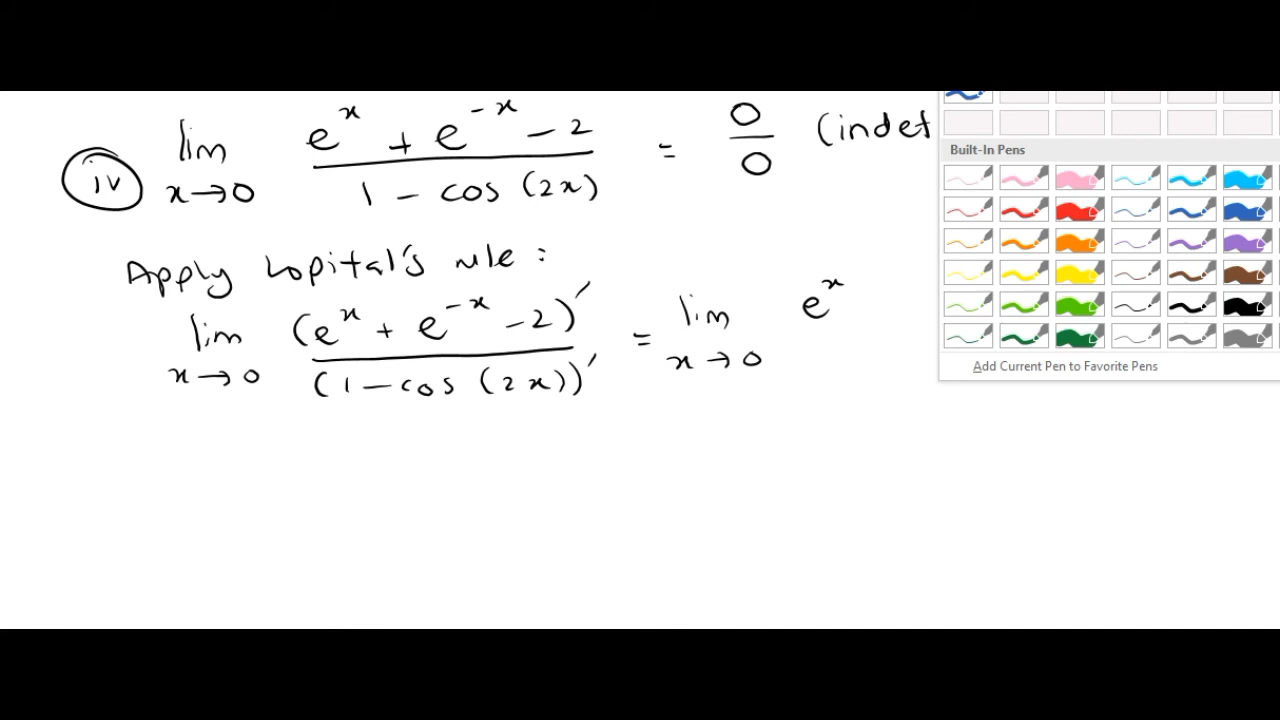 iv lim x→0 (e^x + e^-x - 2)/(1 - cos (2x)) = 0/0 (indet
Apply Lopital's rule :
lim x→0 (e^x + e^-x - 2)'/(1 - cos (2x))' = lim x→0 e^x
Built-In Pens
Add Current Pen to Favorite Pens